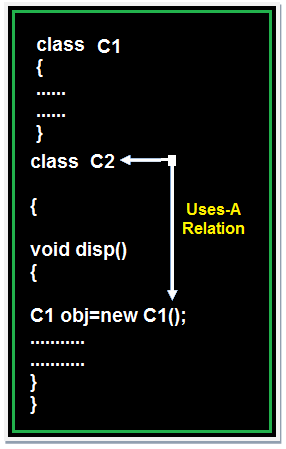 class C1
{
......
......
}
class C2
{
Uses-A
Relation
void disp()
{
C1 obj=new C1();
...........
...........
}
}